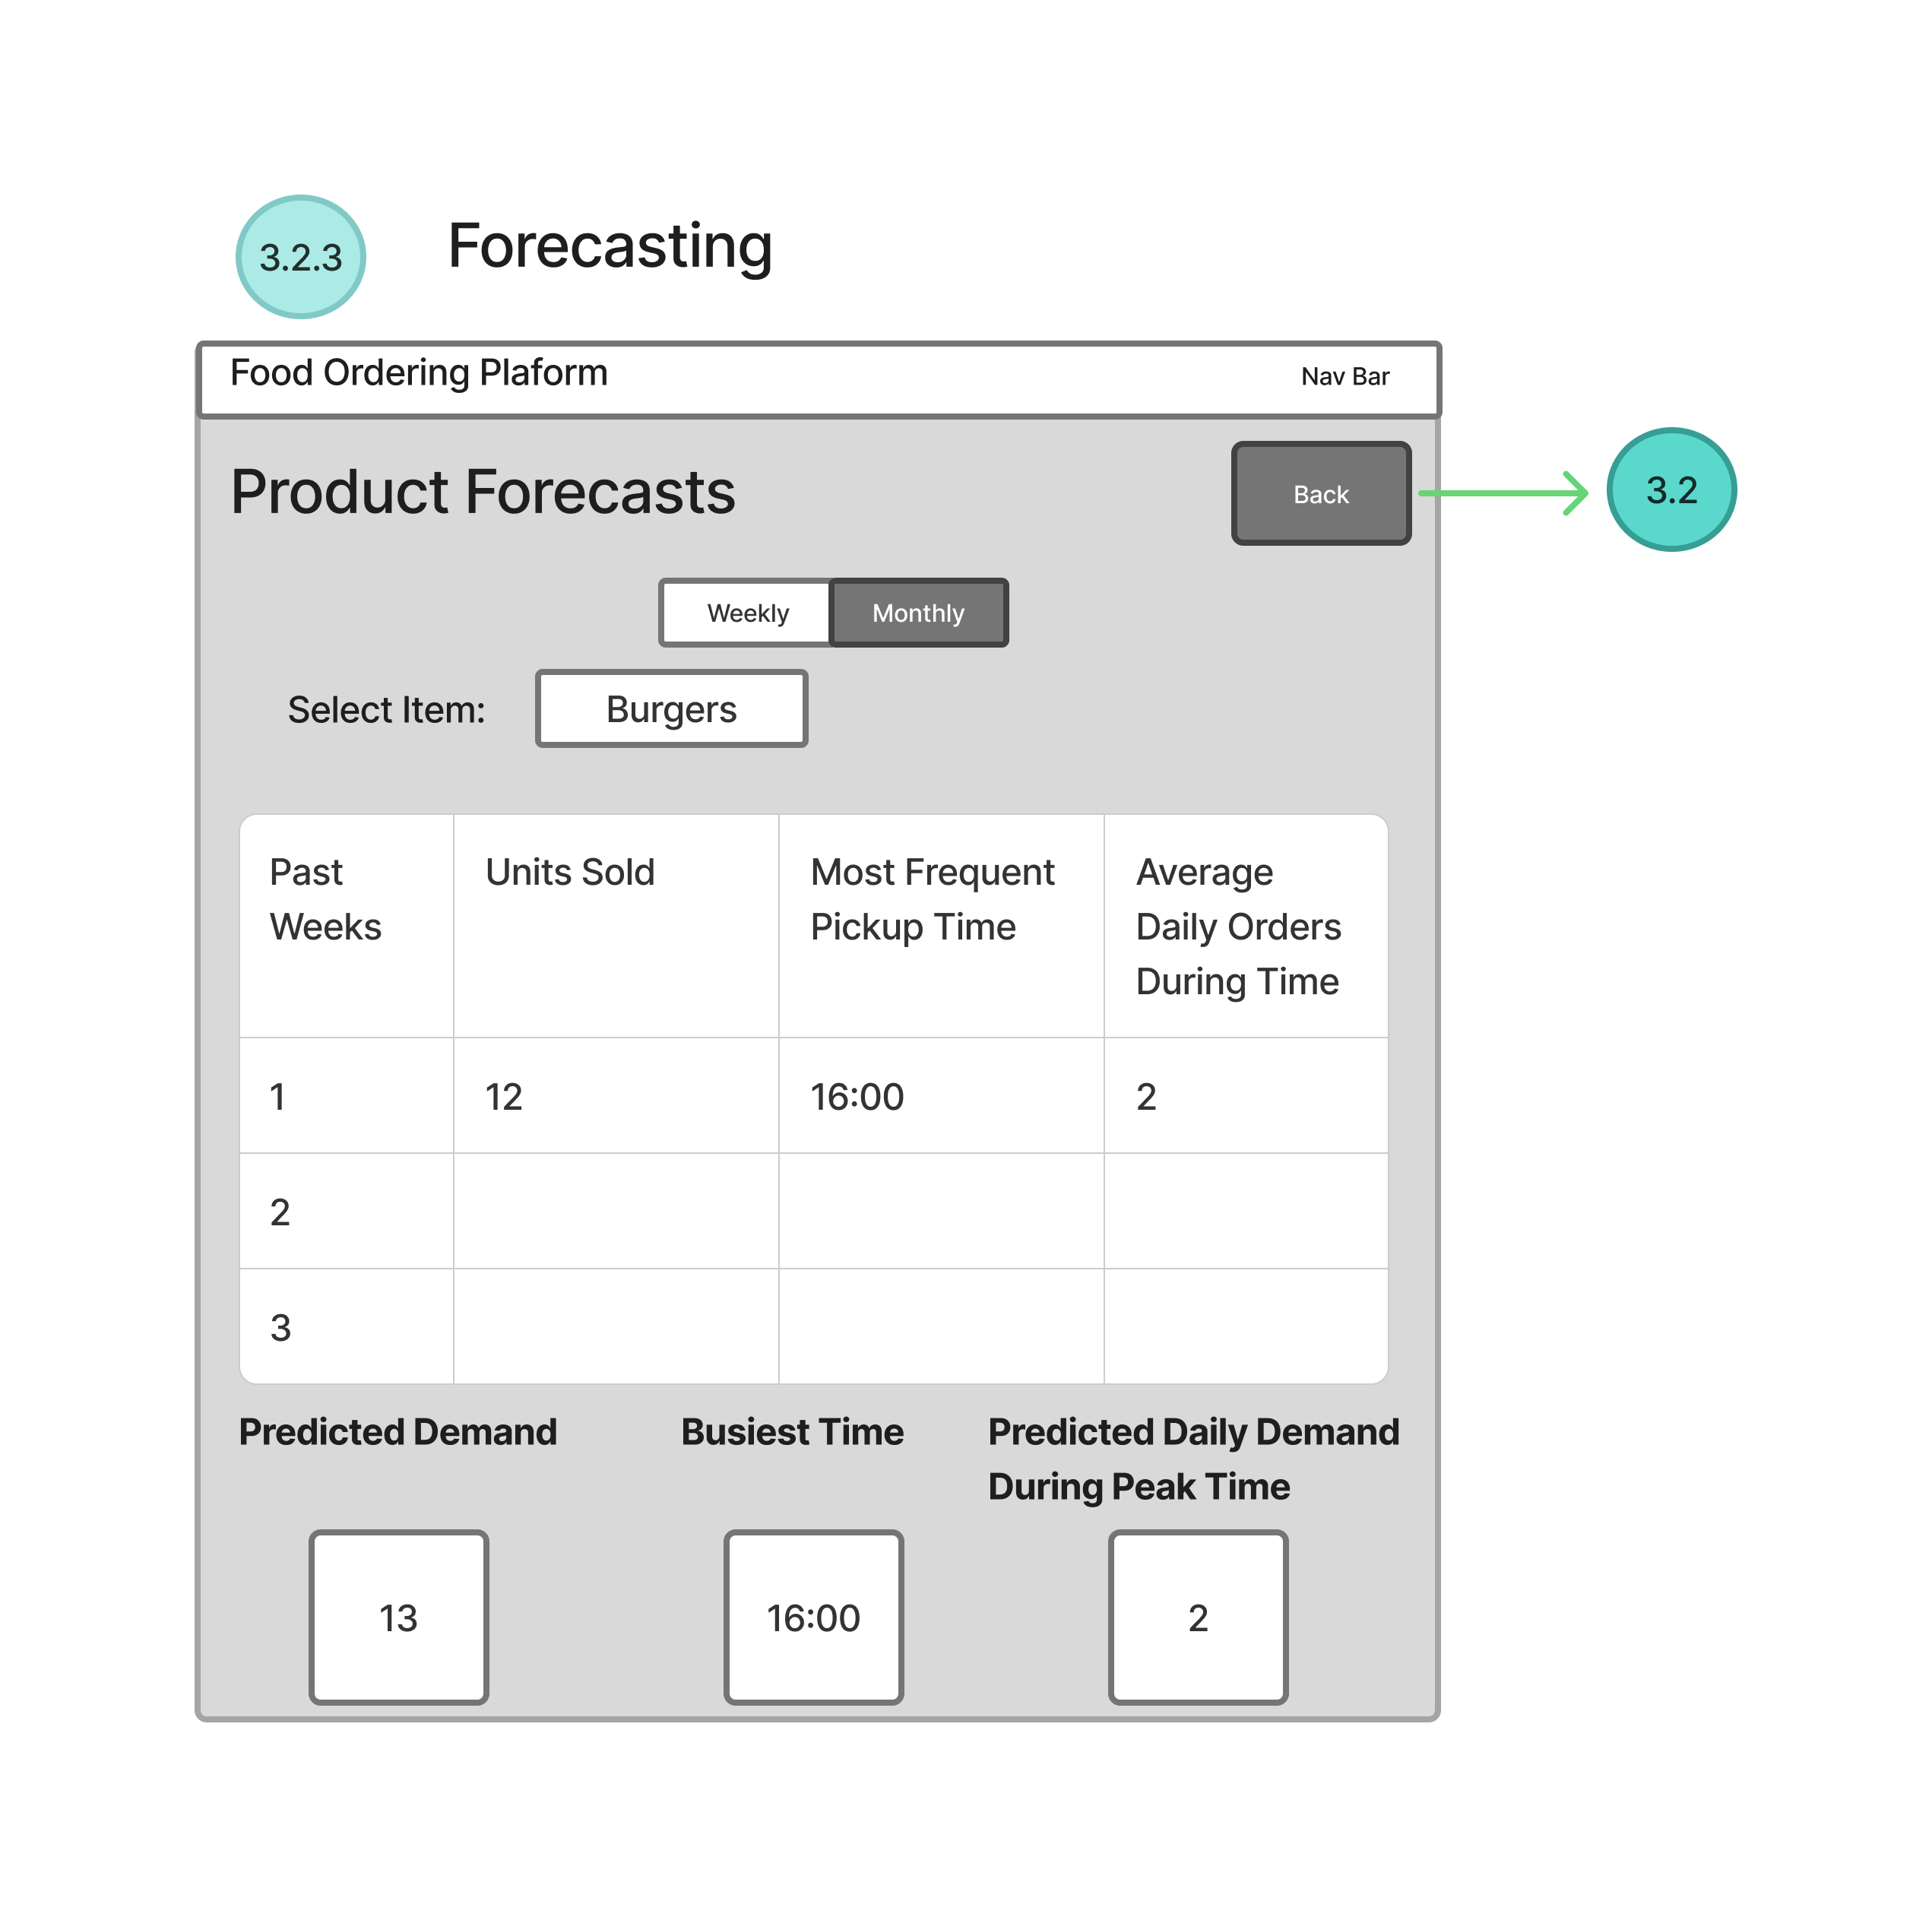 3.2.3
Forecasting
Food Ordering Plaform
Nav Bar
Product Forecasts
Back
3.2
Weekly
Monthly
Select Item:
Burgers
Past
Weeks
Units Sold
Most Frequent
Pickup Time
Average
Daily Orders
During Time
1
12
16:00
2
2
3
Predicted Demand
Busiest Time
Predicted Daily Demand
During Peak Time
13
16:00
2